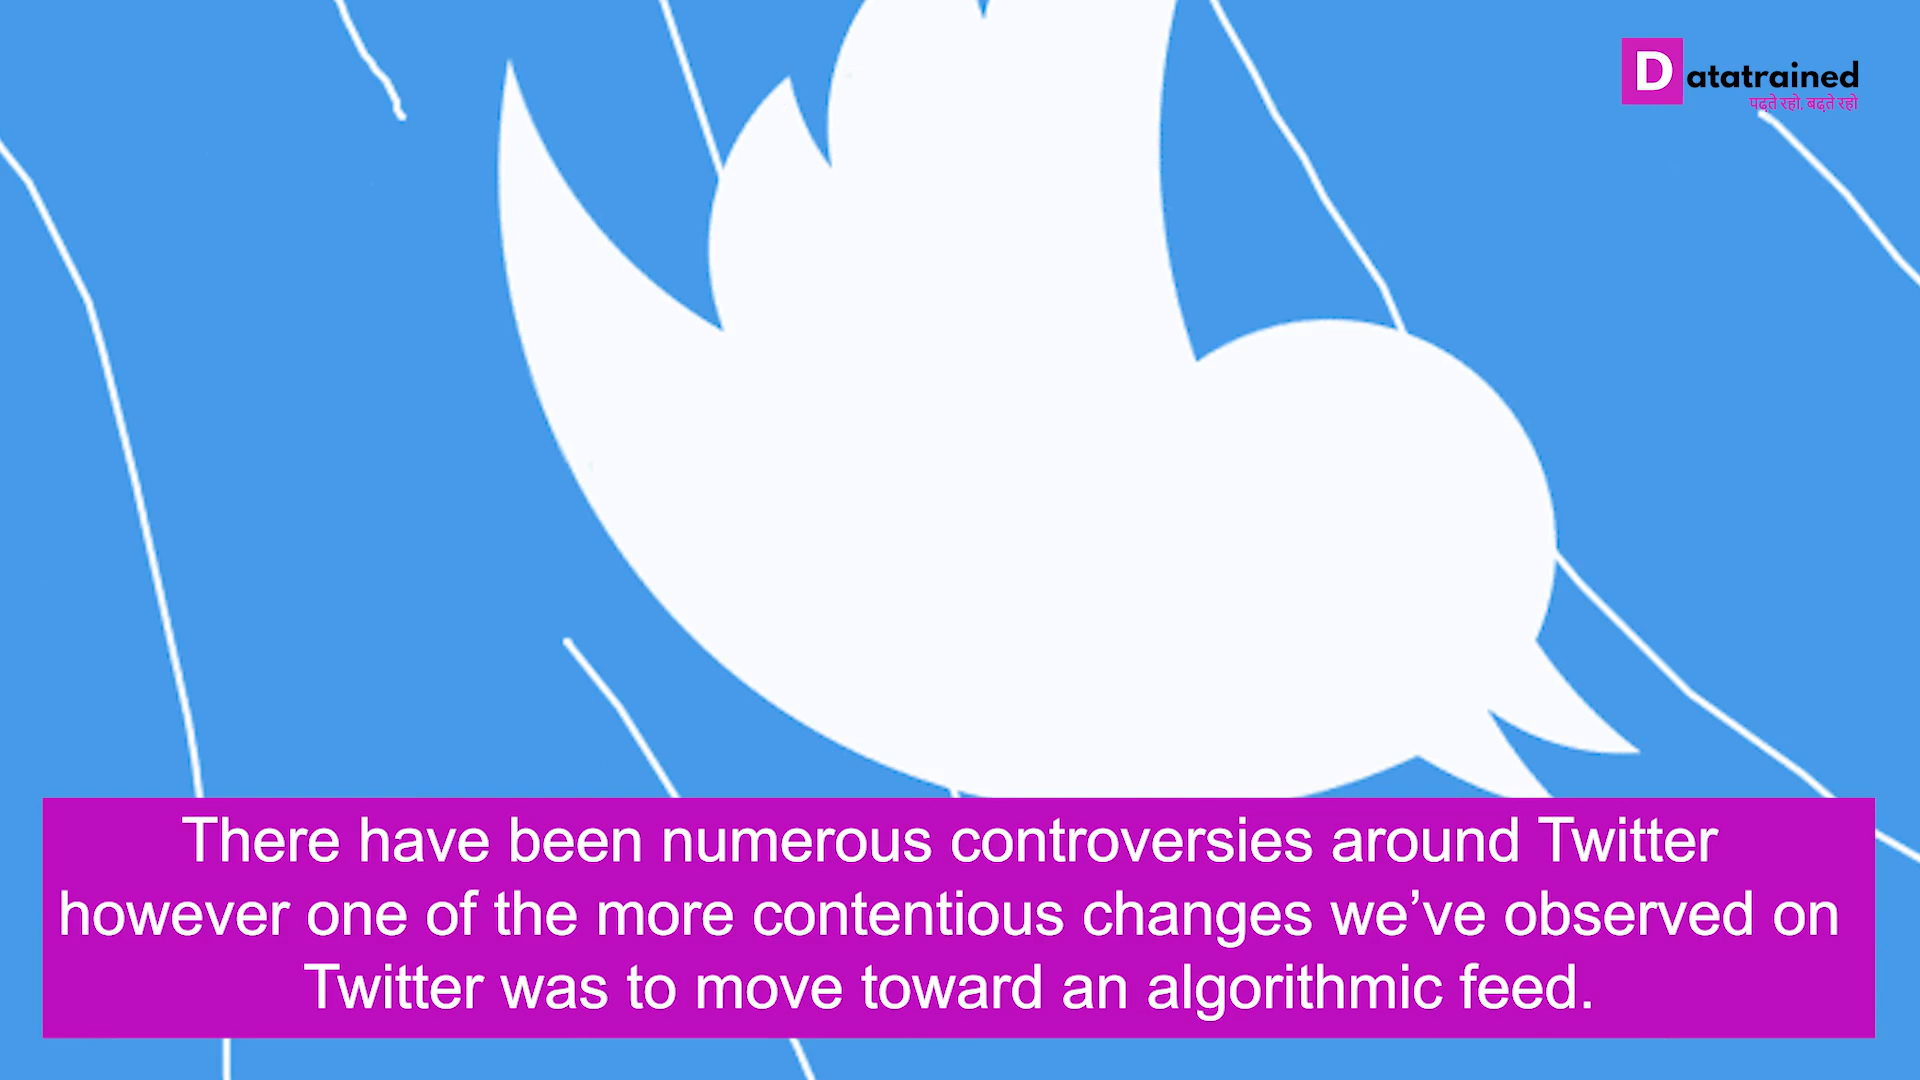 Datatrained
पढ़ते रहो, बढ़ते रहो
There have been numerous controversies around Twitter
however one of the more contentious changes we’ve observed on
Twitter was to move toward an algorithmic feed.